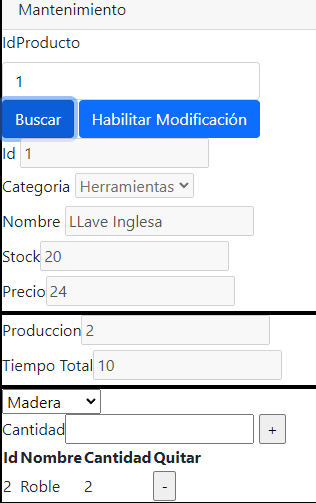 Mantenimiento
IdProducto
1
Buscar Habilitar Modificación
Id 1
Categoria Herramientas
Nombre LLave Inglesa
Stock 20
Precio 24
Produccion 2
Tiempo Total 10
Madera
Cantidad +
Id Nombre Cantidad Quitar
2 Roble 2 -